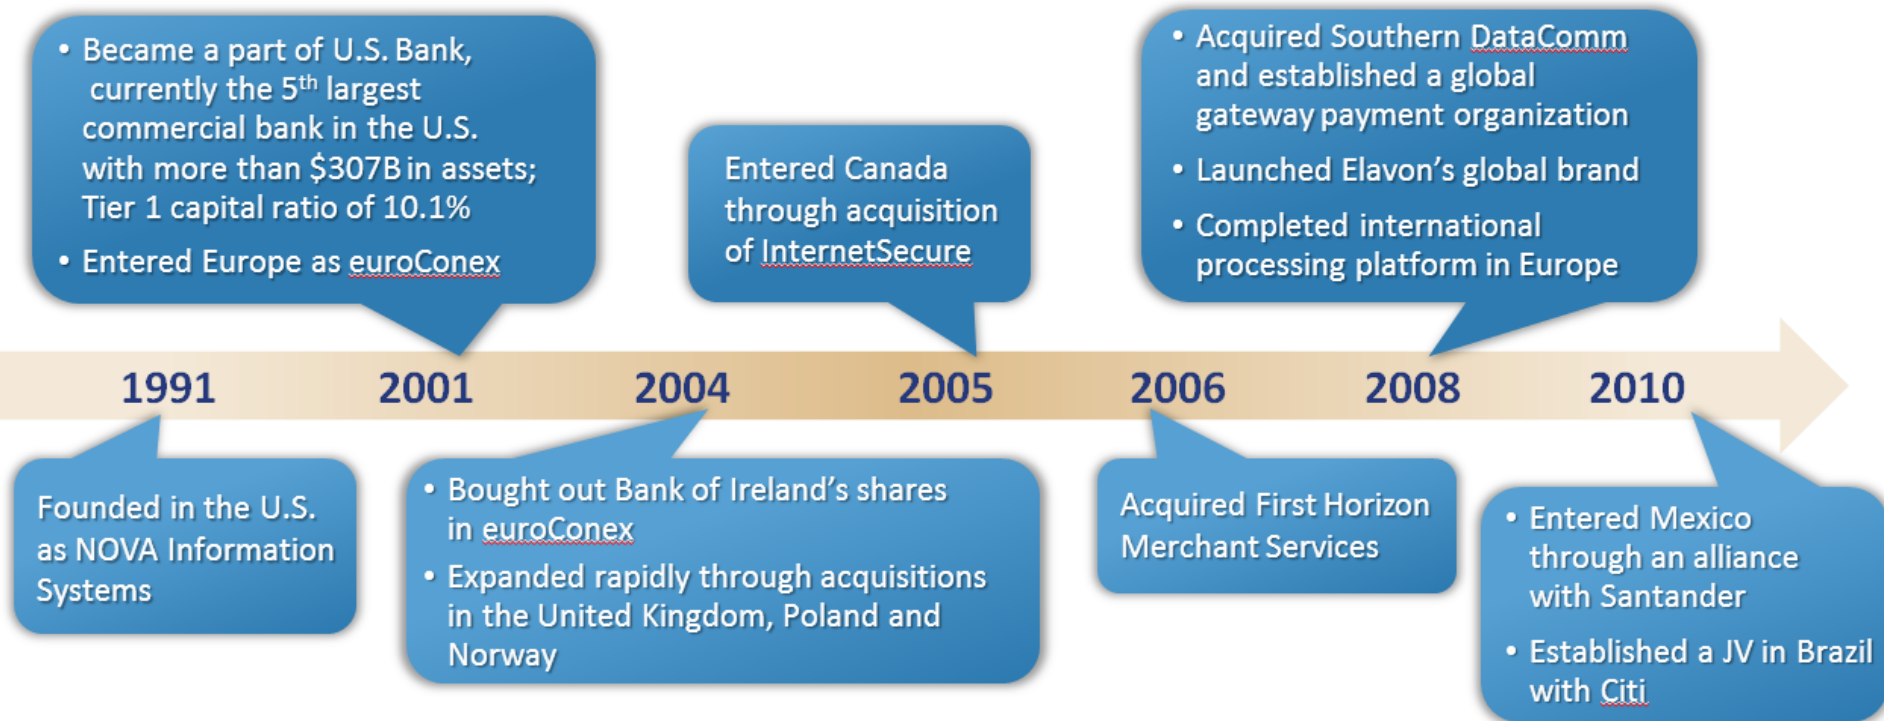 • Became a part of U.S. Bank,
currently the 5th largest
commercial bank in the U.S.
with more than $307B in assets;
Tier 1 capital ratio of 10.1%
• Entered Europe as euroConex
Entered Canada
through acquisition
of InternetSecure
• Acquired Southern DataComm
and established a global
gateway payment organization
• Launched Elavon’s global brand
• Completed international
processing platform in Europe
1991 2001 2004 2005 2006 2008 2010
Founded in the U.S.
as NOVA Information
Systems
• Bought out Bank of Ireland’s shares
in euroConex
• Expanded rapidly through acquisitions
in the United Kingdom, Poland and
Norway
Acquired First Horizon
Merchant Services
• Entered Mexico
through an alliance
with Santander
• Established a JV in Brazil
with Citi